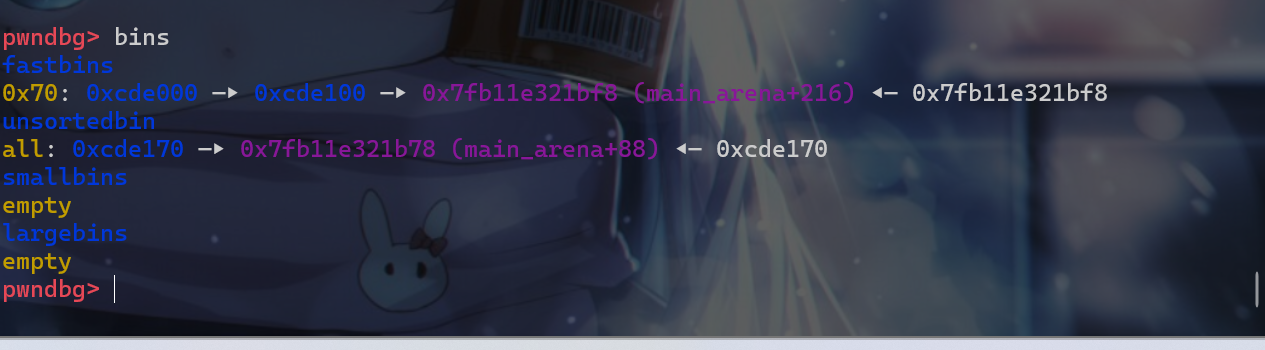 pwndbg> bins
fastbins
0x70: 0xcde000 —▸ 0xcde100 —▸ 0x7fb11e321bf8 (main_arena+216) ◂— 0x7fb11e321bf8
unsortedbin
all: 0xcde170 —▸ 0x7fb11e321b78 (main_arena+88) ◂— 0xcde170
smallbins
empty
largebins
empty
pwndbg>